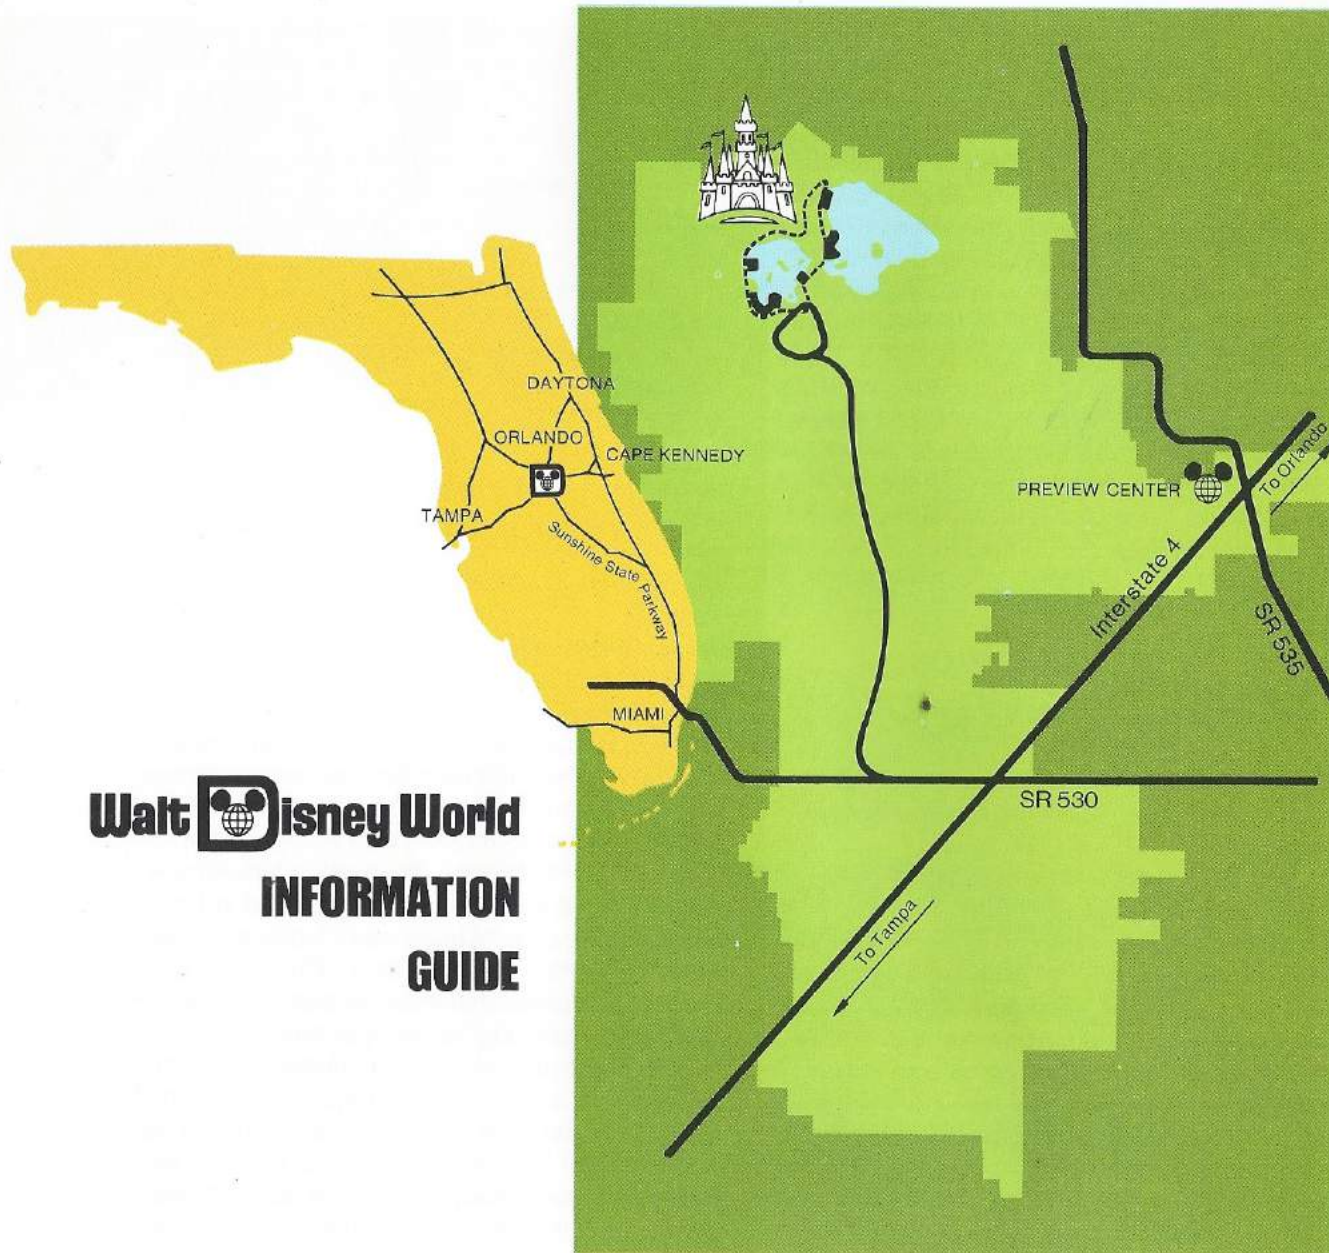 DAYTONA
ORLANDO
CAPE KENNEDY
TAMPA
Sunshine State Parkway
MIAMI
Walt Disney World
INFORMATION
GUIDE
PREVIEW CENTER
To Orlando
Interstate 4
SR 535
SR 530
To Tampa